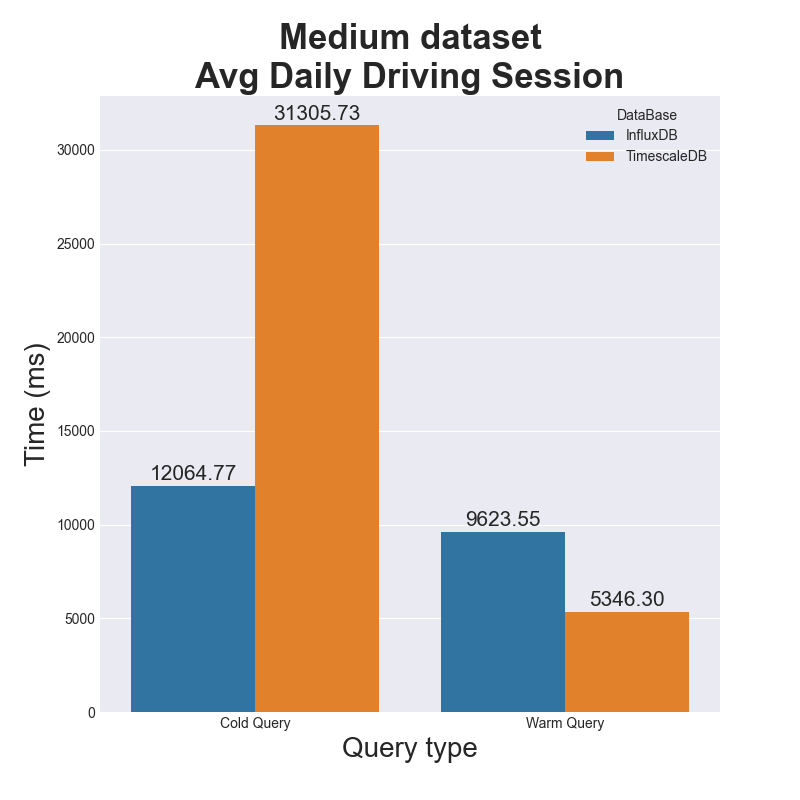 Medium dataset
Avg Daily Driving Session
31305.73
DataBase
InfluxDB
TimescaleDB
30000
25000
20000
15000
10000
5000
0
Time (ms)
12064.77
9623.55
5346.30
Cold Query
Warm Query
Query type